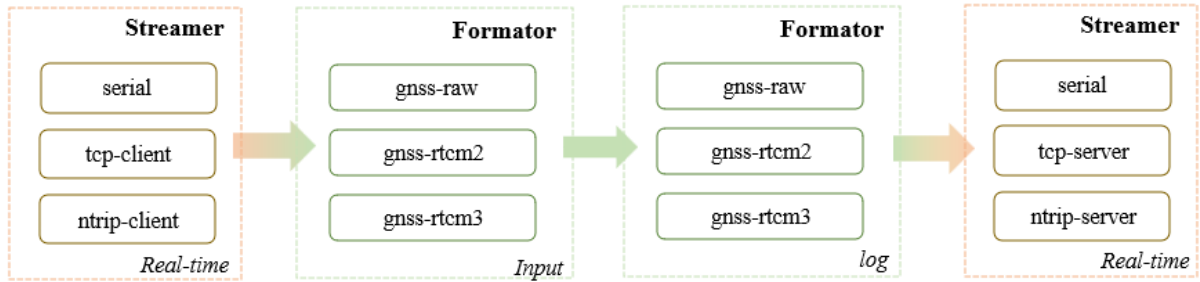 Streamer
serial
tcp-client
ntrip-client
Real-time
Formator
gnss-raw
gnss-rtcm2
gnss-rtcm3
Input
Formator
gnss-raw
gnss-rtcm2
gnss-rtcm3
log
Streamer
serial
tcp-server
ntrip-server
Real-time